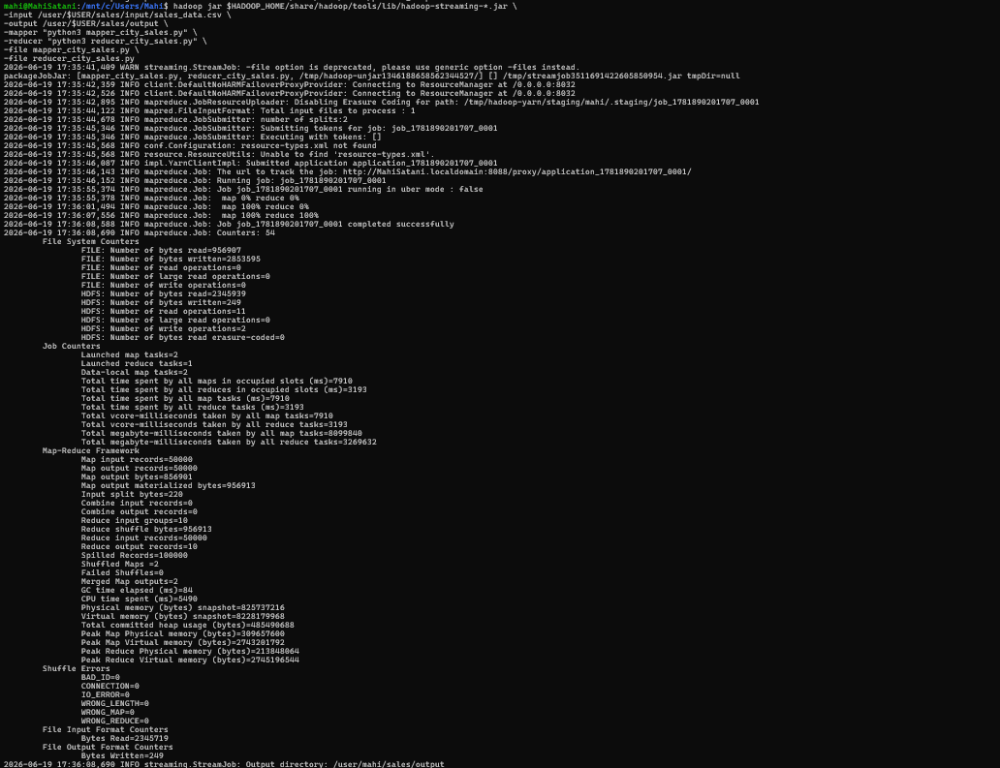 mahi@MahiSatani:/mnt/c/Users/Mahi$ hadoop jar $HADOOP_HOME/share/hadoop/tools/lib/hadoop-streaming-*.jar \
-input /user/$USER/sales/input/sales_data.csv \
-output /user/$USER/sales/output \
-mapper "python3 mapper_city_sales.py" \
-reducer "python3 reducer_city_sales.py" \
-file mapper_city_sales.py \
-file reducer_city_sales.py
2026-06-19 17:35:41,409 WARN streaming.StreamJob: -file option is deprecated, please use generic option -files instead.
packageJobJar: [mapper_city_sales.py, reducer_city_sales.py, /tmp/hadoop-unjar1346188658562344527/] [] /tmp/streamjob3511691422605850954.jar tmpDir=null
2026-06-19 17:35:42,359 INFO client.DefaultNoHARMFailoverProxyProvider: Connecting to ResourceManager at /0.0.0.0:8032
2026-06-19 17:35:42,526 INFO client.DefaultNoHARMFailoverProxyProvider: Connecting to ResourceManager at /0.0.0.0:8032
2026-06-19 17:35:42,895 INFO mapreduce.JobResourceUploader: Disabling Erasure Coding for path: /tmp/hadoop-yarn/staging/mahi/.staging/job_1781890201707_0001
2026-06-19 17:35:44,122 INFO mapred.FileInputFormat: Total input files to process : 1
2026-06-19 17:35:44,678 INFO mapreduce.JobSubmitter: number of splits:2
2026-06-19 17:35:45,346 INFO mapreduce.JobSubmitter: Submitting tokens for job: job_1781890201707_0001
2026-06-19 17:35:45,346 INFO mapreduce.JobSubmitter: Executing with tokens: []
2026-06-19 17:35:45,568 INFO conf.Configuration: resource-types.xml not found
2026-06-19 17:35:45,568 INFO resource.ResourceUtils: Unable to find 'resource-types.xml'.
2026-06-19 17:35:46,087 INFO impl.YarnClientImpl: Submitted application application_1781890201707_0001
2026-06-19 17:35:46,143 INFO mapreduce.Job: The url to track the job: http://MahiSatani.localdomain:8088/proxy/application_1781890201707_0001/
2026-06-19 17:35:46,152 INFO mapreduce.Job: Running job: job_1781890201707_0001
2026-06-19 17:35:55,374 INFO mapreduce.Job: Job job_1781890201707_0001 running in uber mode : false
2026-06-19 17:35:55,378 INFO mapreduce.Job:  map 0% reduce 0%
2026-06-19 17:36:01,494 INFO mapreduce.Job:  map 100% reduce 0%
2026-06-19 17:36:07,556 INFO mapreduce.Job:  map 100% reduce 100%
2026-06-19 17:36:08,588 INFO mapreduce.Job: Job job_1781890201707_0001 completed successfully
2026-06-19 17:36:08,690 INFO mapreduce.Job: Counters: 54
File System Counters
FILE: Number of bytes read=956907
FILE: Number of bytes written=2853595
FILE: Number of read operations=0
FILE: Number of large read operations=0
FILE: Number of write operations=0
HDFS: Number of bytes read=2345939
HDFS: Number of bytes written=249
HDFS: Number of read operations=11
HDFS: Number of large read operations=0
HDFS: Number of write operations=2
HDFS: Number of bytes read erasure-coded=0
Job Counters
Launched map tasks=2
Launched reduce tasks=1
Data-local map tasks=2
Total time spent by all maps in occupied slots (ms)=7910
Total time spent by all reduces in occupied slots (ms)=3193
Total time spent by all map tasks (ms)=7910
Total time spent by all reduce tasks (ms)=3193
Total vcore-milliseconds taken by all map tasks=7910
Total vcore-milliseconds taken by all reduce tasks=3193
Total megabyte-milliseconds taken by all map tasks=8099840
Total megabyte-milliseconds taken by all reduce tasks=3269632
Map-Reduce Framework
Map input records=50000
Map output records=50000
Map output bytes=856901
Map output materialized bytes=956913
Input split bytes=220
Combine input records=0
Combine output records=0
Reduce input groups=10
Reduce shuffle bytes=956913
Reduce input records=50000
Reduce output records=10
Spilled Records=100000
Shuffled Maps =2
Failed Shuffles=0
Merged Map outputs=2
GC time elapsed (ms)=84
CPU time spent (ms)=5490
Physical memory (bytes) snapshot=825737216
Virtual memory (bytes) snapshot=8228179968
Total committed heap usage (bytes)=485490688
Peak Map Physical memory (bytes)=309657600
Peak Map Virtual memory (bytes)=2743201792
Peak Reduce Physical memory (bytes)=213848064
Peak Reduce Virtual memory (bytes)=2745196544
Shuffle Errors
BAD_ID=0
CONNECTION=0
IO_ERROR=0
WRONG_LENGTH=0
WRONG_MAP=0
WRONG_REDUCE=0
File Input Format Counters
Bytes Read=2345719
File Output Format Counters
Bytes Written=249
2026-06-19 17:36:08,690 INFO streaming.StreamJob: Output directory: /user/mahi/sales/output